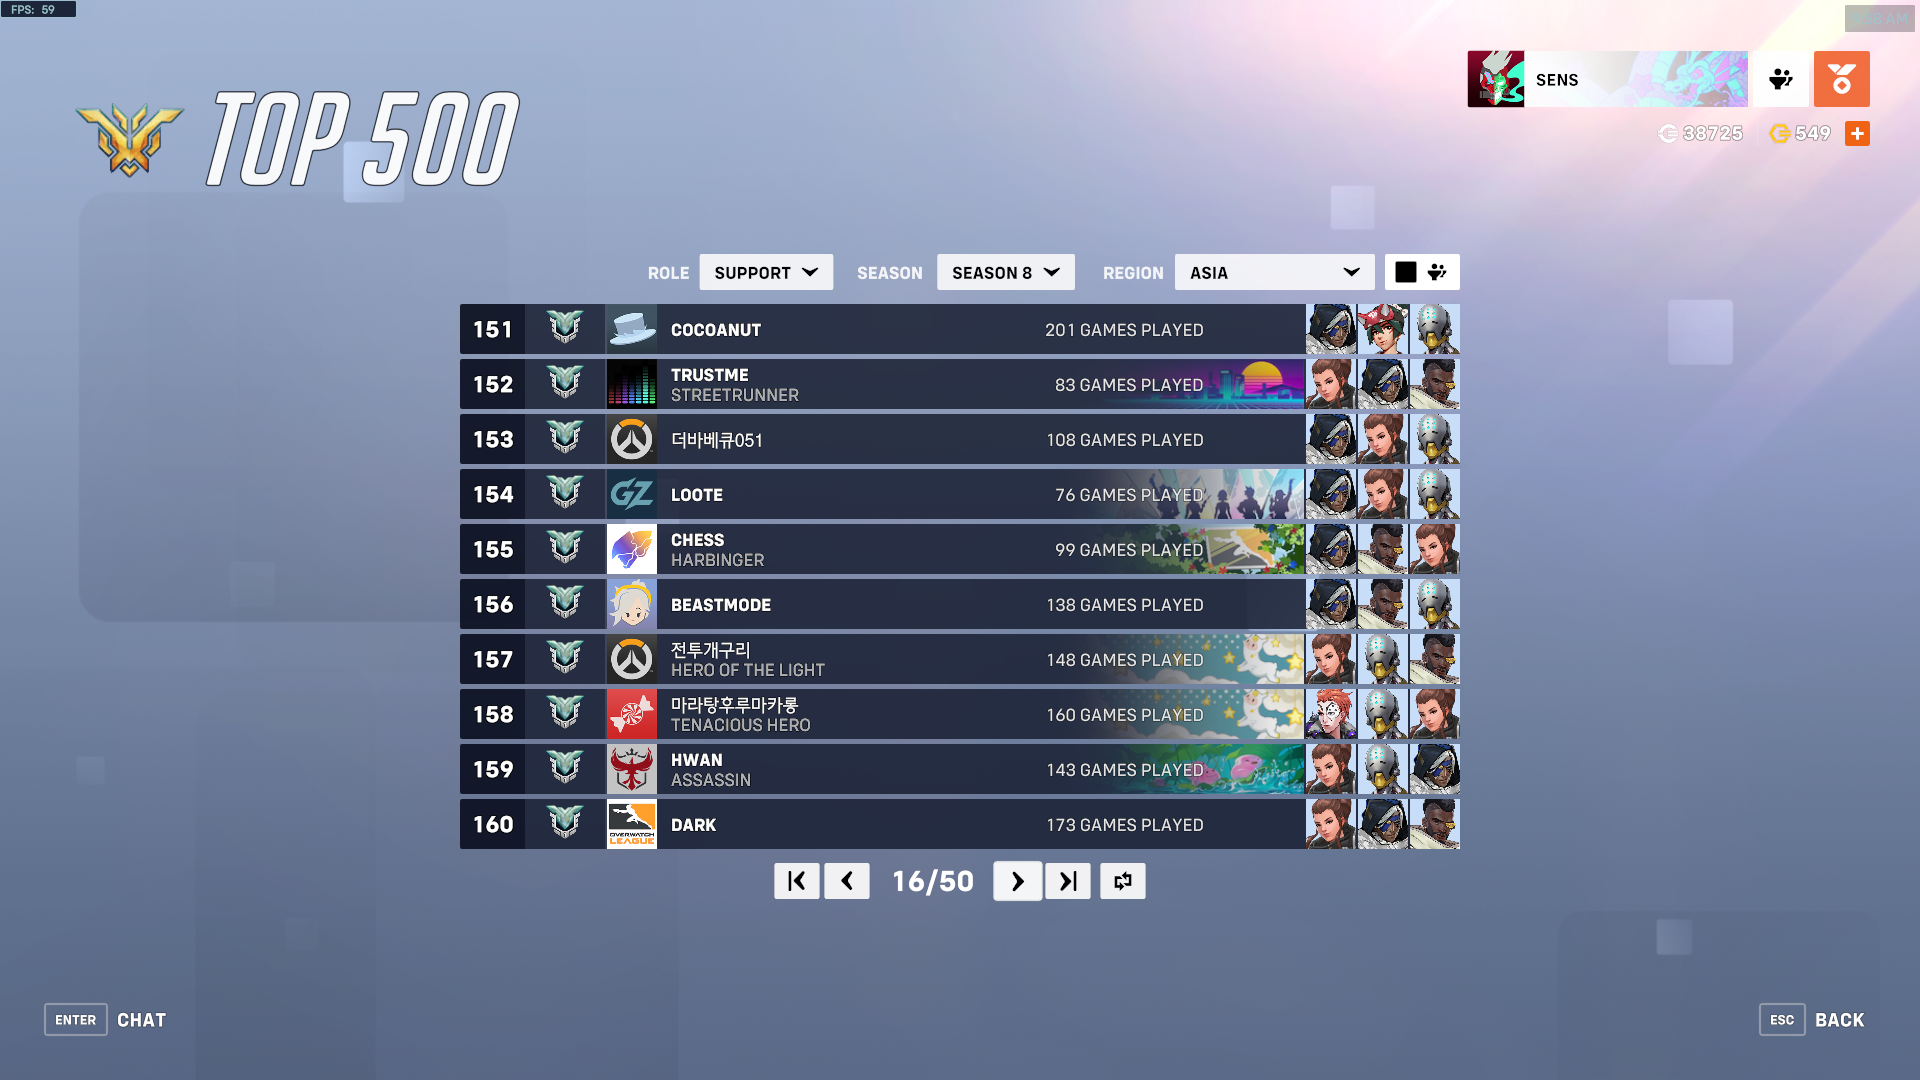 FPS: 59
TOP 500
SENS
38725
549
ROLE
SUPPORT
SEASON
SEASON 8
REGION
ASIA
151 COCOANUT 201 GAMES PLAYED
152 TRUSTME 83 GAMES PLAYED
STREETRUNNER
153 더바베큐051 108 GAMES PLAYED
154 GZ LOOTE 76 GAMES PLAYED
155 CHESS 99 GAMES PLAYED
HARBINGER
156 BEASTMODE 138 GAMES PLAYED
157 전투개구리 148 GAMES PLAYED
HERO OF THE LIGHT
158 마라탕후루마카롱 160 GAMES PLAYED
TENACIOUS HERO
159 HWAN 143 GAMES PLAYED
ASSASSIN
160 OVERWATCH LEAGUE DARK 173 GAMES PLAYED
16/50
ENTER CHAT
ESC BACK